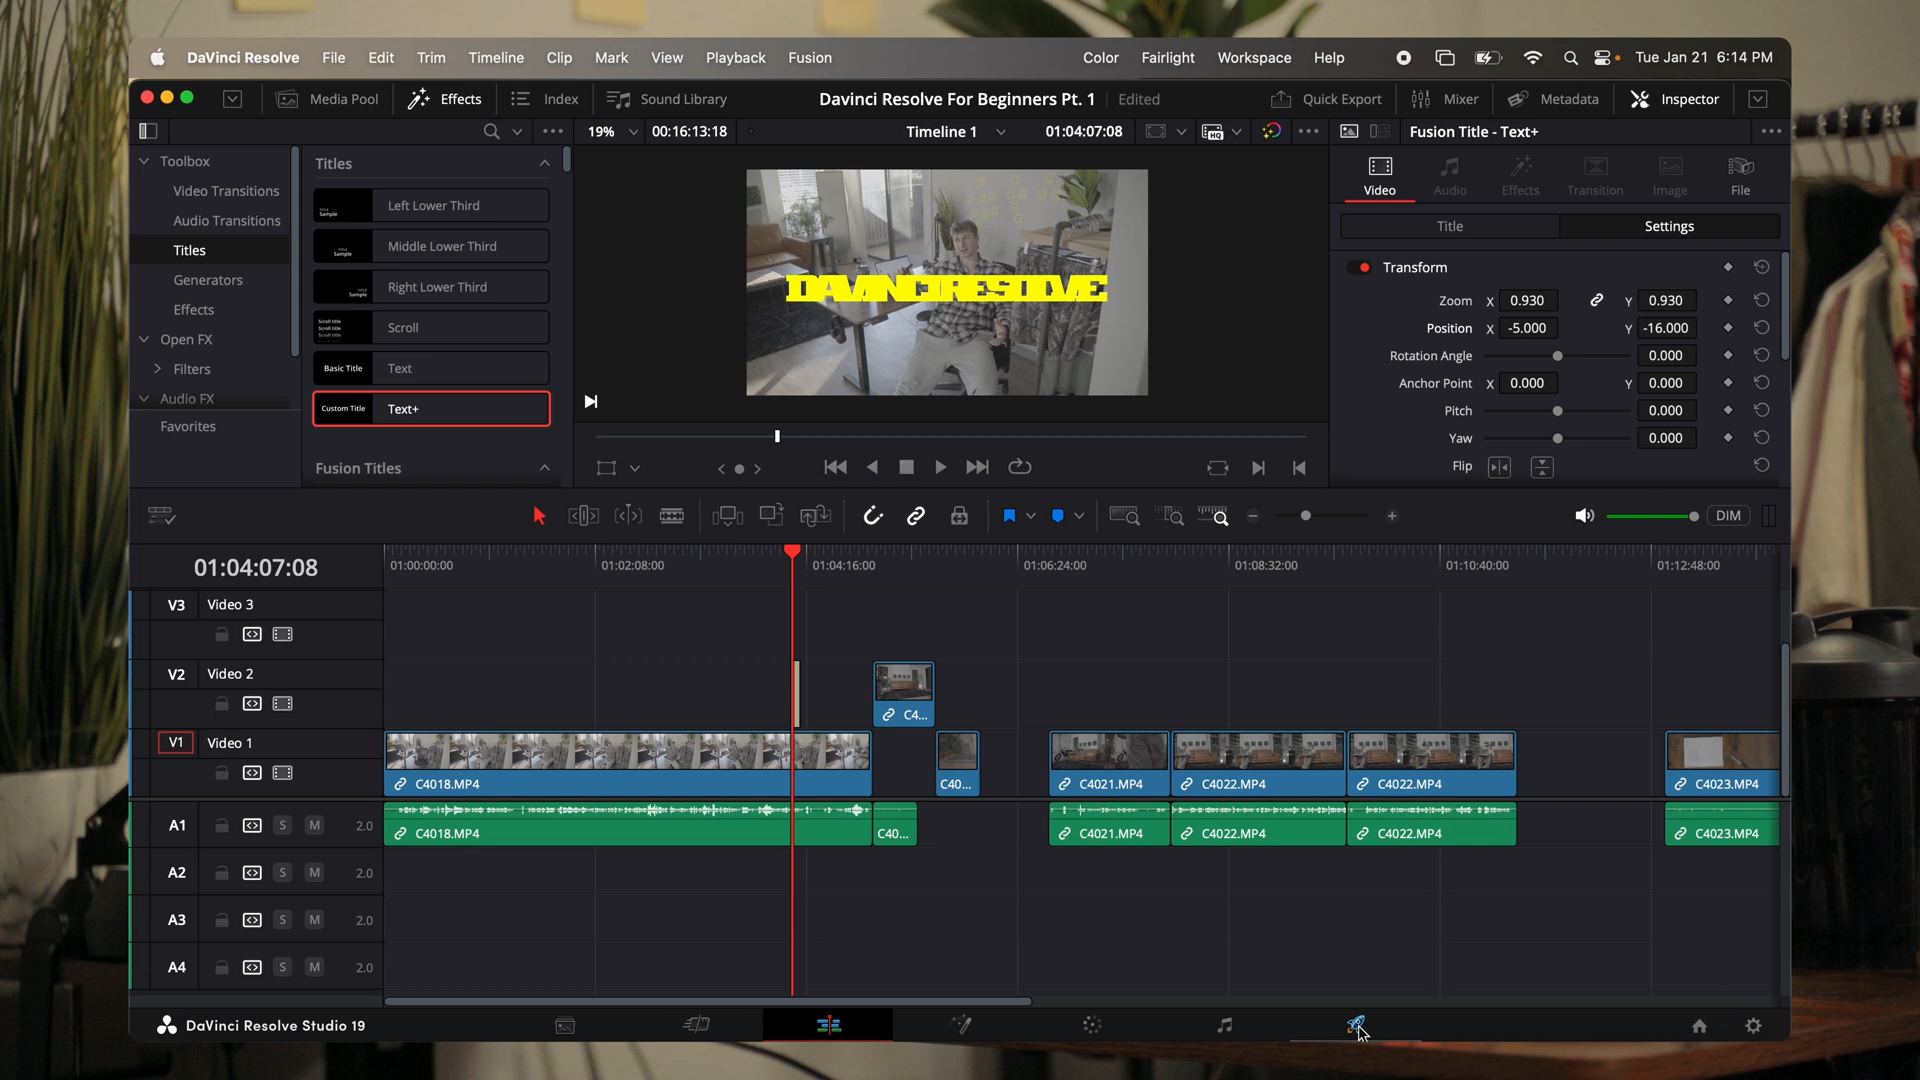 DaVinci Resolve File Edit Trim Timeline Clip Mark View Playback Fusion Color Fairlight Workspace Help Tue Jan 21 6:14 PM
Media Pool Effects Index Sound Library Davinci Resolve For Beginners Pt. 1 Edited Quick Export Mixer Metadata Inspector
19% 00:16:13:18 Timeline 1 01:04:07:08 HQ Fusion Title - Text+
Toolbox
Video Transitions
Audio Transitions
Titles
Generators
Effects
Open FX
Filters
Audio FX
Favorites
Titles
Left Lower Third
Middle Lower Third
Right Lower Third
Scroll
Basic Title Text
Custom Title Text+
Fusion Titles
DAVINCI RESOLVE
Video Audio Effects Transition Image File
Title Settings
Transform
Zoom X 0.930 Y 0.930
Position X -5.000 Y -16.000
Rotation Angle 0.000
Anchor Point X 0.000 Y 0.000
Pitch 0.000
Yaw 0.000
Flip
DIM
01:04:07:08 01:00:00:00 01:02:08:00 01:04:16:00 01:06:24:00 01:08:32:00 01:10:40:00 01:12:48:00
V3 Video 3
V2 Video 2
C4...
V1 Video 1
C4018.MP4 C40... C4021.MP4 C4022.MP4 C4022.MP4 C4023.MP4
A1 S M 2.0
C4018.MP4 C40... C4021.MP4 C4022.MP4 C4022.MP4 C4023.MP4
A2 S M 2.0
A3 S M 2.0
A4 S M 2.0
DaVinci Resolve Studio 19